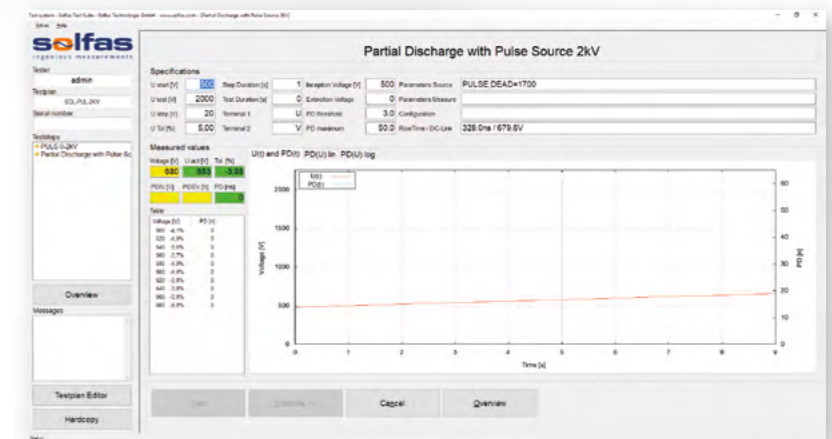 Testsystem - Solfas Test Suite - Solfas Technologie GmbH - www.solfas.com - [Partial Discharge with Pulse Source 2kV]
solfas
ingenious measurements
Partial Discharge with Pulse Source 2kV
Tester
admin
Testplan
SOL-PUL-2KV
Serial number
Teststeps
PULS 0-2kV
Partial Discharge with Pulse Sc
Overview
Messages
Testplan Editor
Hardcopy
Specifications
U start [V] 500 Step Duration [s] 1 Inception Voltage [V] 500 Parameters Source PULSE,DEAD=1700
U test [V] 2000 Test Duration [s] 0 Extinction Voltage 0 Parameters Measure
U step [V] 20 Terminal 1 U PD threshold 3.0 Configuration
U Tol [%] 5,00 Terminal 2 V PD maximum 50.0 RiseTime / DC-Link 328.0ns / 679.6V
Measured values
Voltage [V] U act [V] Tol. [%]
680 653 -3,93
PDIV [V] PDEV [V] PD [n]
0
Table
Voltage [V] PD [n]
U(t) and PD(t) PD(U) lin PD(U) log
U(t)
PD(t)
2000
1500
1000
500
0
Voltage [V]
60
50
40
30
20
10
0
PD [n]
0 1 2 3 4 5 6 7 8 9
Time [s]
Cancel
Overview